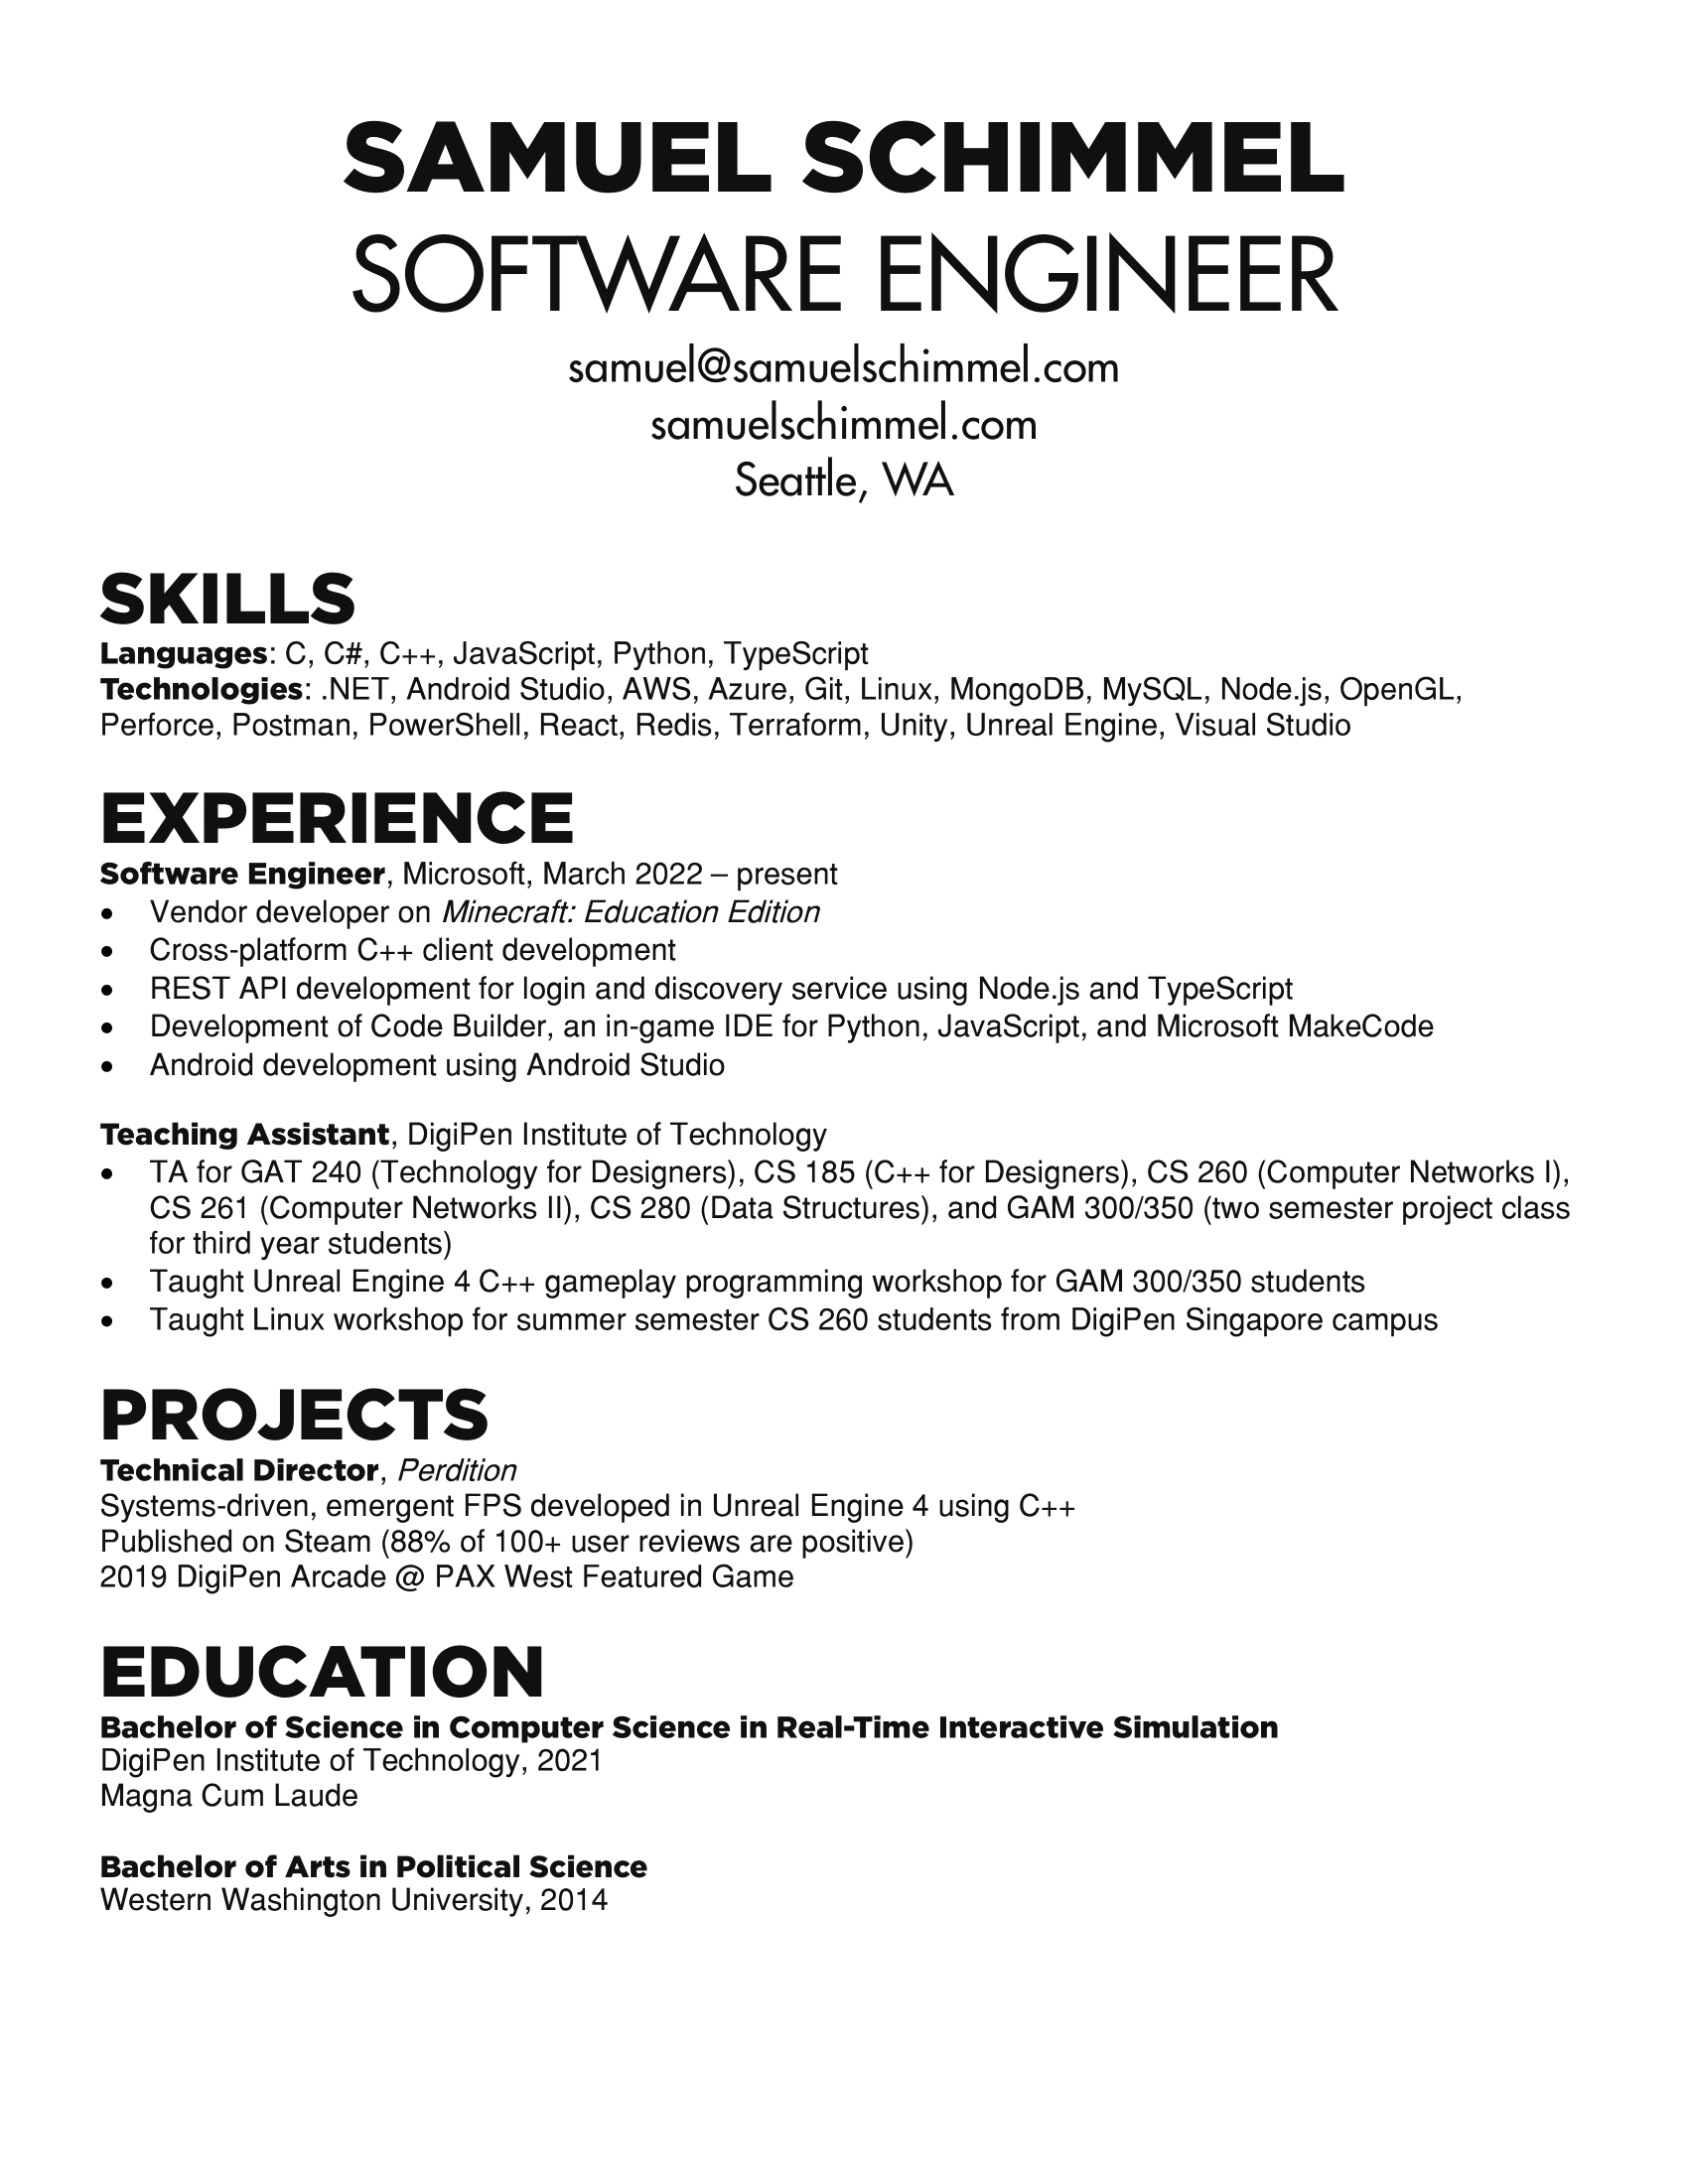 SAMUEL SCHIMMEL
SOFTWARE ENGINEER
samuel@samuelschimmel.com
samuelschimmel.com
Seattle, WA
SKILLS
Languages: C, C#, C++, JavaScript, Python, TypeScript
Technologies: .NET, Android Studio, AWS, Azure, Git, Linux, MongoDB, MySQL, Node.js, OpenGL,
Perforce, Postman, PowerShell, React, Redis, Terraform, Unity, Unreal Engine, Visual Studio
EXPERIENCE
Software Engineer, Microsoft, March 2022 – present
• Vendor developer on Minecraft: Education Edition
• Cross-platform C++ client development
• REST API development for login and discovery service using Node.js and TypeScript
• Development of Code Builder, an in-game IDE for Python, JavaScript, and Microsoft MakeCode
• Android development using Android Studio
Teaching Assistant, DigiPen Institute of Technology
• TA for GAT 240 (Technology for Designers), CS 185 (C++ for Designers), CS 260 (Computer Networks I),
CS 261 (Computer Networks II), CS 280 (Data Structures), and GAM 300/350 (two semester project class
for third year students)
• Taught Unreal Engine 4 C++ gameplay programming workshop for GAM 300/350 students
• Taught Linux workshop for summer semester CS 260 students from DigiPen Singapore campus
PROJECTS
Technical Director, Perdition
Systems-driven, emergent FPS developed in Unreal Engine 4 using C++
Published on Steam (88% of 100+ user reviews are positive)
2019 DigiPen Arcade @ PAX West Featured Game
EDUCATION
Bachelor of Science in Computer Science in Real-Time Interactive Simulation
DigiPen Institute of Technology, 2021
Magna Cum Laude
Bachelor of Arts in Political Science
Western Washington University, 2014